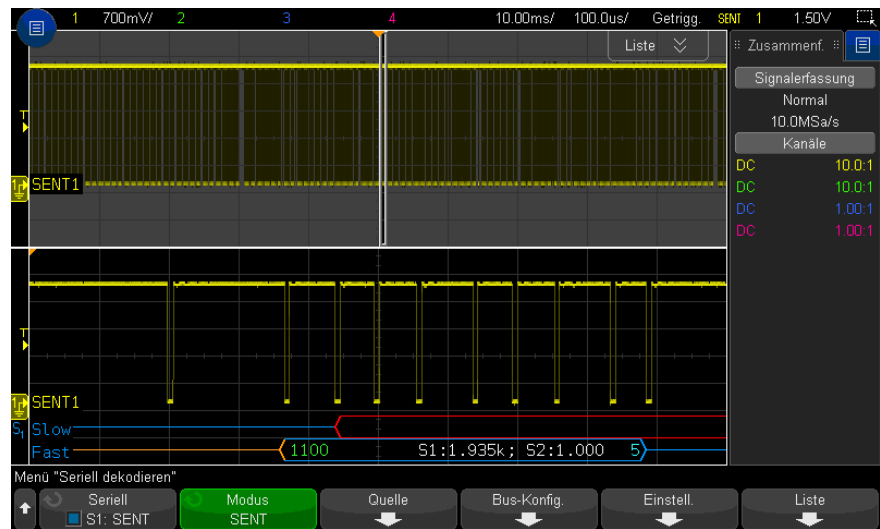 1 700mV/ 2 3 4 10.00ms/ 100.0us/ Getrigg. SENT 1 1.50V
Liste
Zusammenf.
Signalerfassung
Normal
10.0MSa/s
Kanäle
DC 10.0:1
DC 10.0:1
DC 1.00:1
DC 1.00:1
T
1 SENT1
T
1 SENT1
S1 Slow
Fast 1100 S1:1.935k; S2:1.000 5
Menü "Seriell dekodieren"
Seriell Modus Quelle Bus-Konfig. Einstell. Liste
S1: SENT SENT